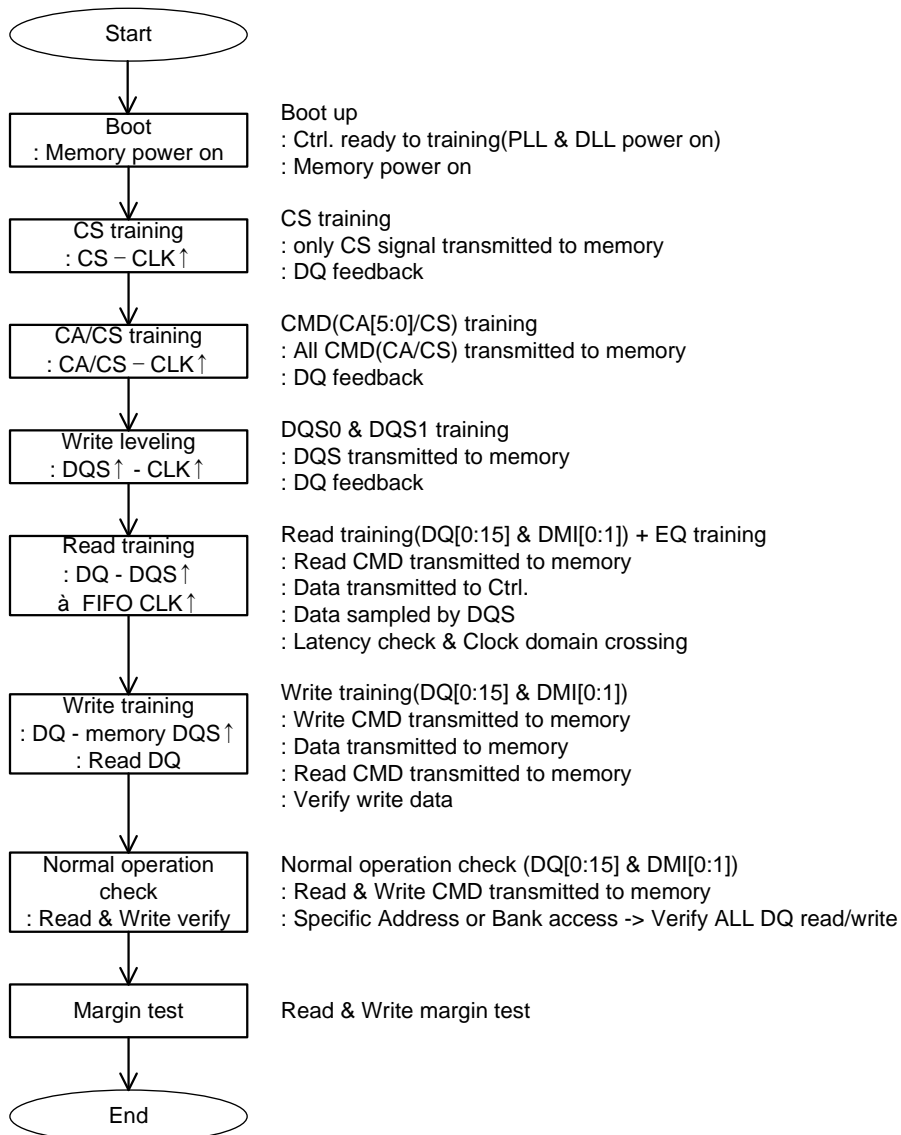 Start
Boot
: Memory power on
Boot up
: Ctrl. ready to training(PLL & DLL power on)
: Memory power on
CS training
: CS – CLK↑
CS training
: only CS signal transmitted to memory
: DQ feedback
CA/CS training
: CA/CS – CLK↑
CMD(CA[5:0]/CS) training
: All CMD(CA/CS) transmitted to memory
: DQ feedback
Write leveling
: DQS↑ - CLK↑
DQS0 & DQS1 training
: DQS transmitted to memory
: DQ feedback
Read training
: DQ - DQS↑
à FIFO CLK↑
Read training(DQ[0:15] & DMI[0:1]) + EQ training
: Read CMD transmitted to memory
: Data transmitted to Ctrl.
: Data sampled by DQS
: Latency check & Clock domain crossing
Write training
: DQ - memory DQS↑
: Read DQ
Write training(DQ[0:15] & DMI[0:1])
: Write CMD transmitted to memory
: Data transmitted to memory
: Read CMD transmitted to memory
: Verify write data
Normal operation
check
: Read & Write verify
Normal operation check (DQ[0:15] & DMI[0:1])
: Read & Write CMD transmitted to memory
: Specific Address or Bank access -> Verify ALL DQ read/write
Margin test
Read & Write margin test
End